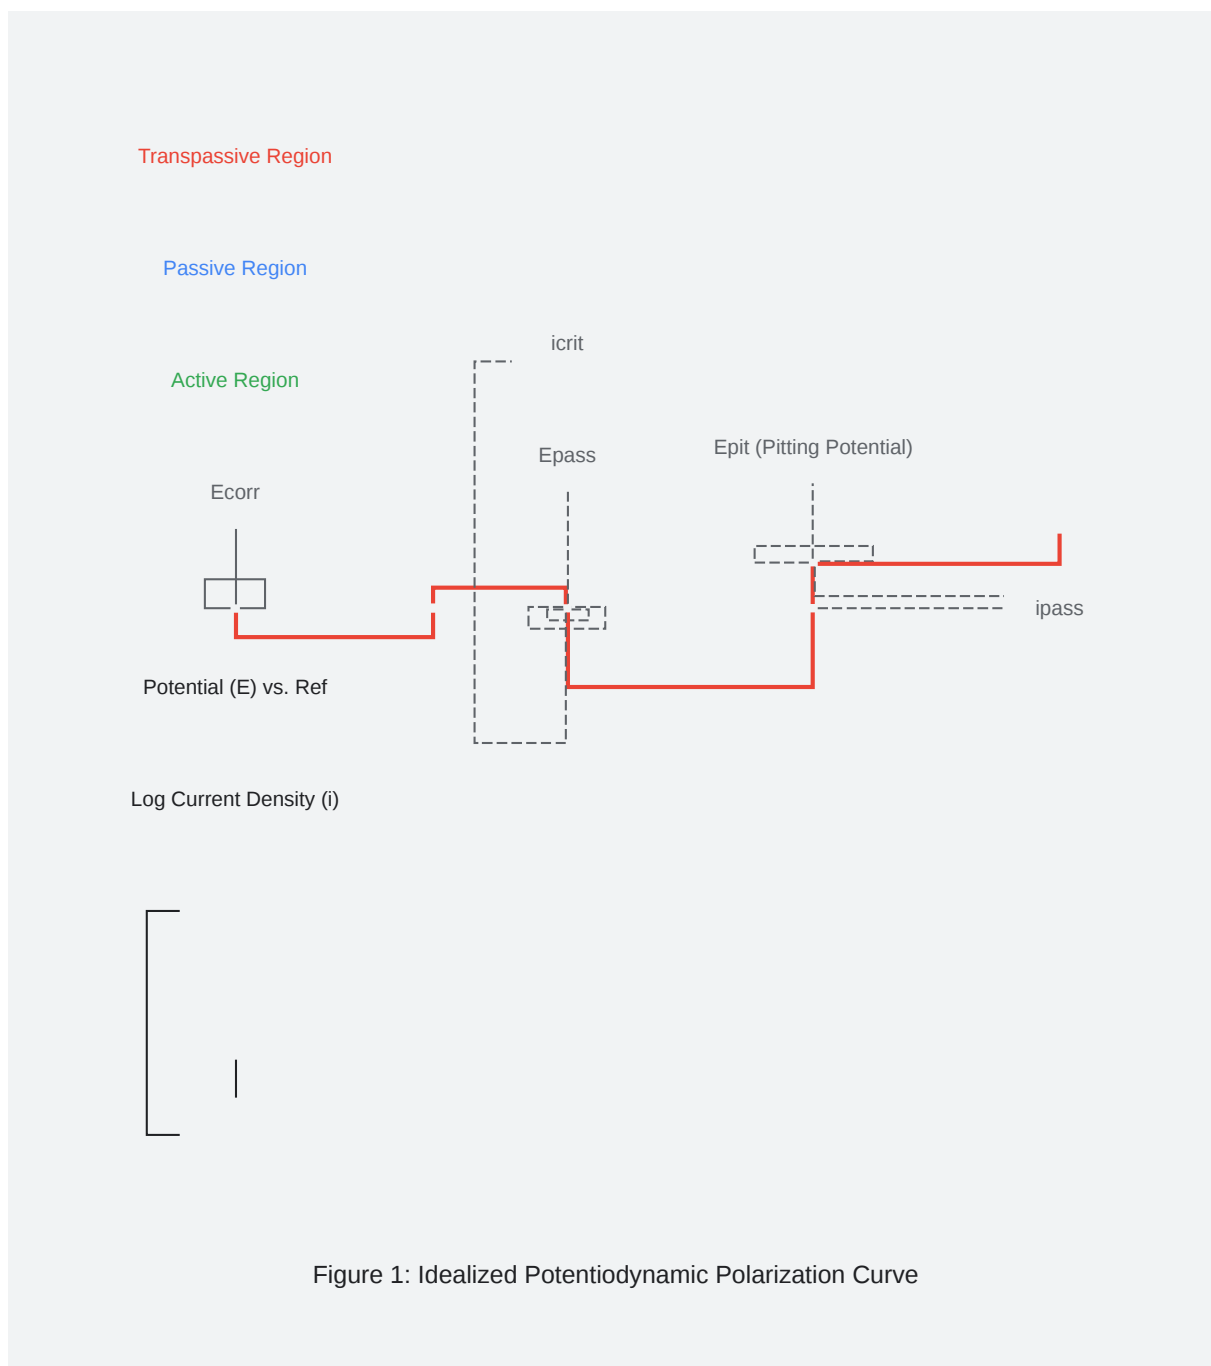 Transpassive Region
Passive Region
icrit
Active Region
Epit (Pitting Potential)
Epass
Ecorr
ipass
Potential (E) vs. Ref
Log Current Density (i)
Figure 1: Idealized Potentiodynamic Polarization Curve